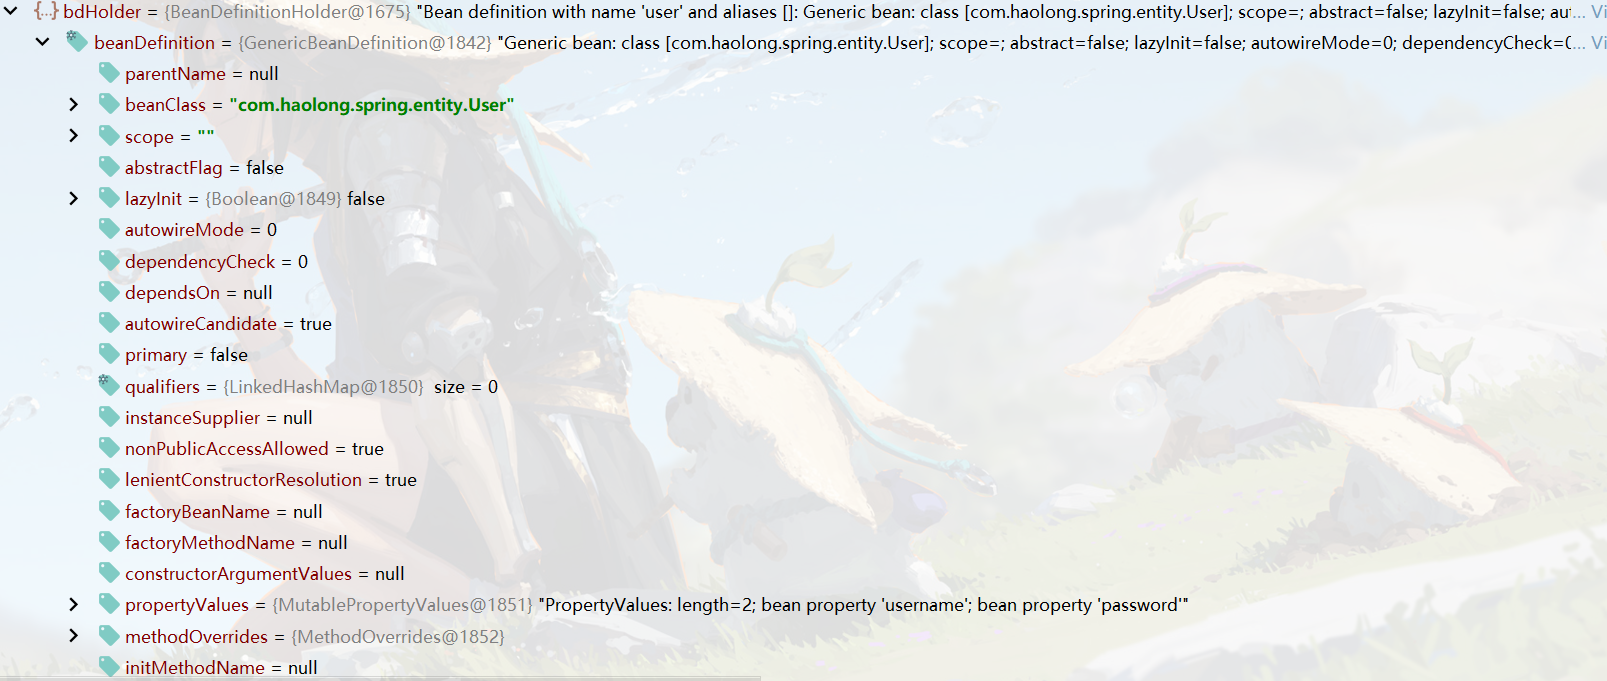 bdHolder = {BeanDefinitionHolder@1675} "Bean definition with name 'user' and aliases []: Generic bean: class [com.haolong.spring.entity.User]; scope=; abstract=false; lazyInit=false; au... Vi
beanDefinition = {GenericBeanDefinition@1842} "Generic bean: class [com.haolong.spring.entity.User]; scope=; abstract=false; lazyInit=false; autowireMode=0; dependencyCheck=0... Vi
parentName = null
beanClass = "com.haolong.spring.entity.User"
scope = ""
abstractFlag = false
lazyInit = {Boolean@1849} false
autowireMode = 0
dependencyCheck = 0
dependsOn = null
autowireCandidate = true
primary = false
qualifiers = {LinkedHashMap@1850} size = 0
instanceSupplier = null
nonPublicAccessAllowed = true
lenientConstructorResolution = true
factoryBeanName = null
factoryMethodName = null
constructorArgumentValues = null
propertyValues = {MutablePropertyValues@1851} "PropertyValues: length=2; bean property 'username'; bean property 'password'"
methodOverrides = {MethodOverrides@1852}
initMethodName = null